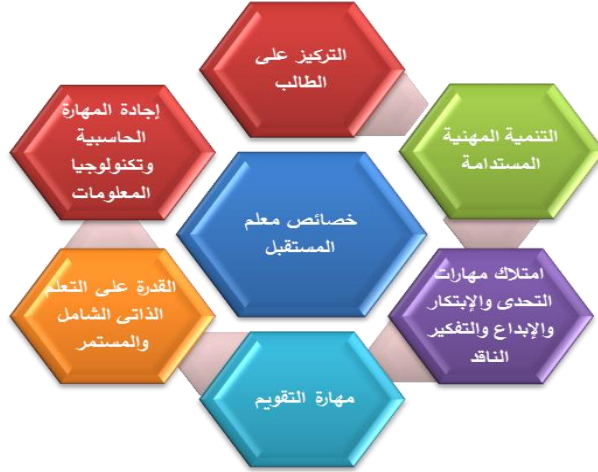 التركيز على
الطالب
التنمية المهنية
المستدامة
امتلاك مهارات
التحدى والإبتكار
والإبداع والتفكير
الناقد
مهارة التقويم
القدرة على التعلم
الذاتى الشامل
والمستمر
إجادة المهارة
الحاسبية
وتكنولوجيا
المعلومات
خصائص معلم
المستقبل